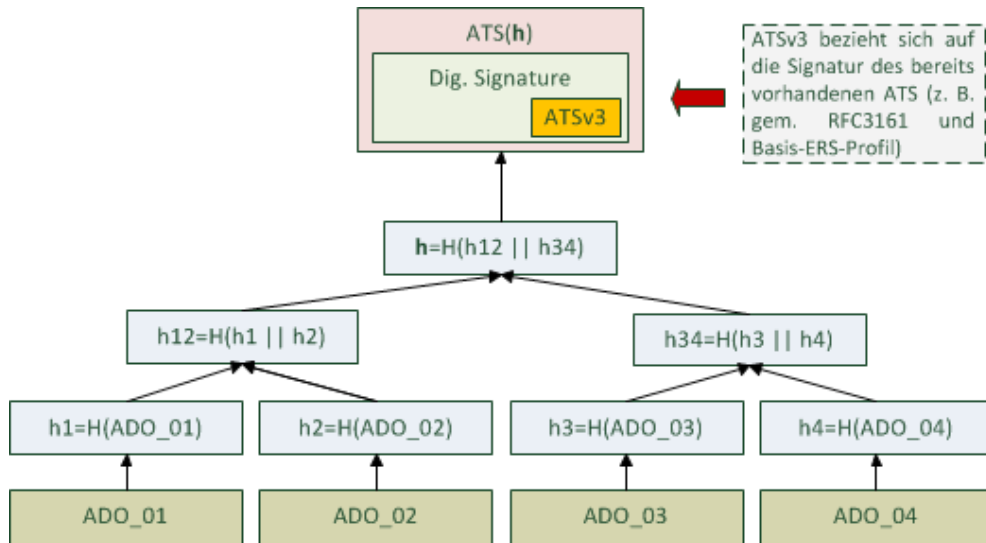 ATS(h)
Dig. Signature
ATSv3
ATSv3 bezieht sich auf
die Signatur des bereits
vorhandenen ATS (z. B.
gem. RFC3161 und
Basis-ERS-Profil)
h=H(h12 || h34)
h12=H(h1 || h2)
h34=H(h3 || h4)
h1=H(ADO_01)
h2=H(ADO_02)
h3=H(ADO_03)
h4=H(ADO_04)
ADO_01
ADO_02
ADO_03
ADO_04